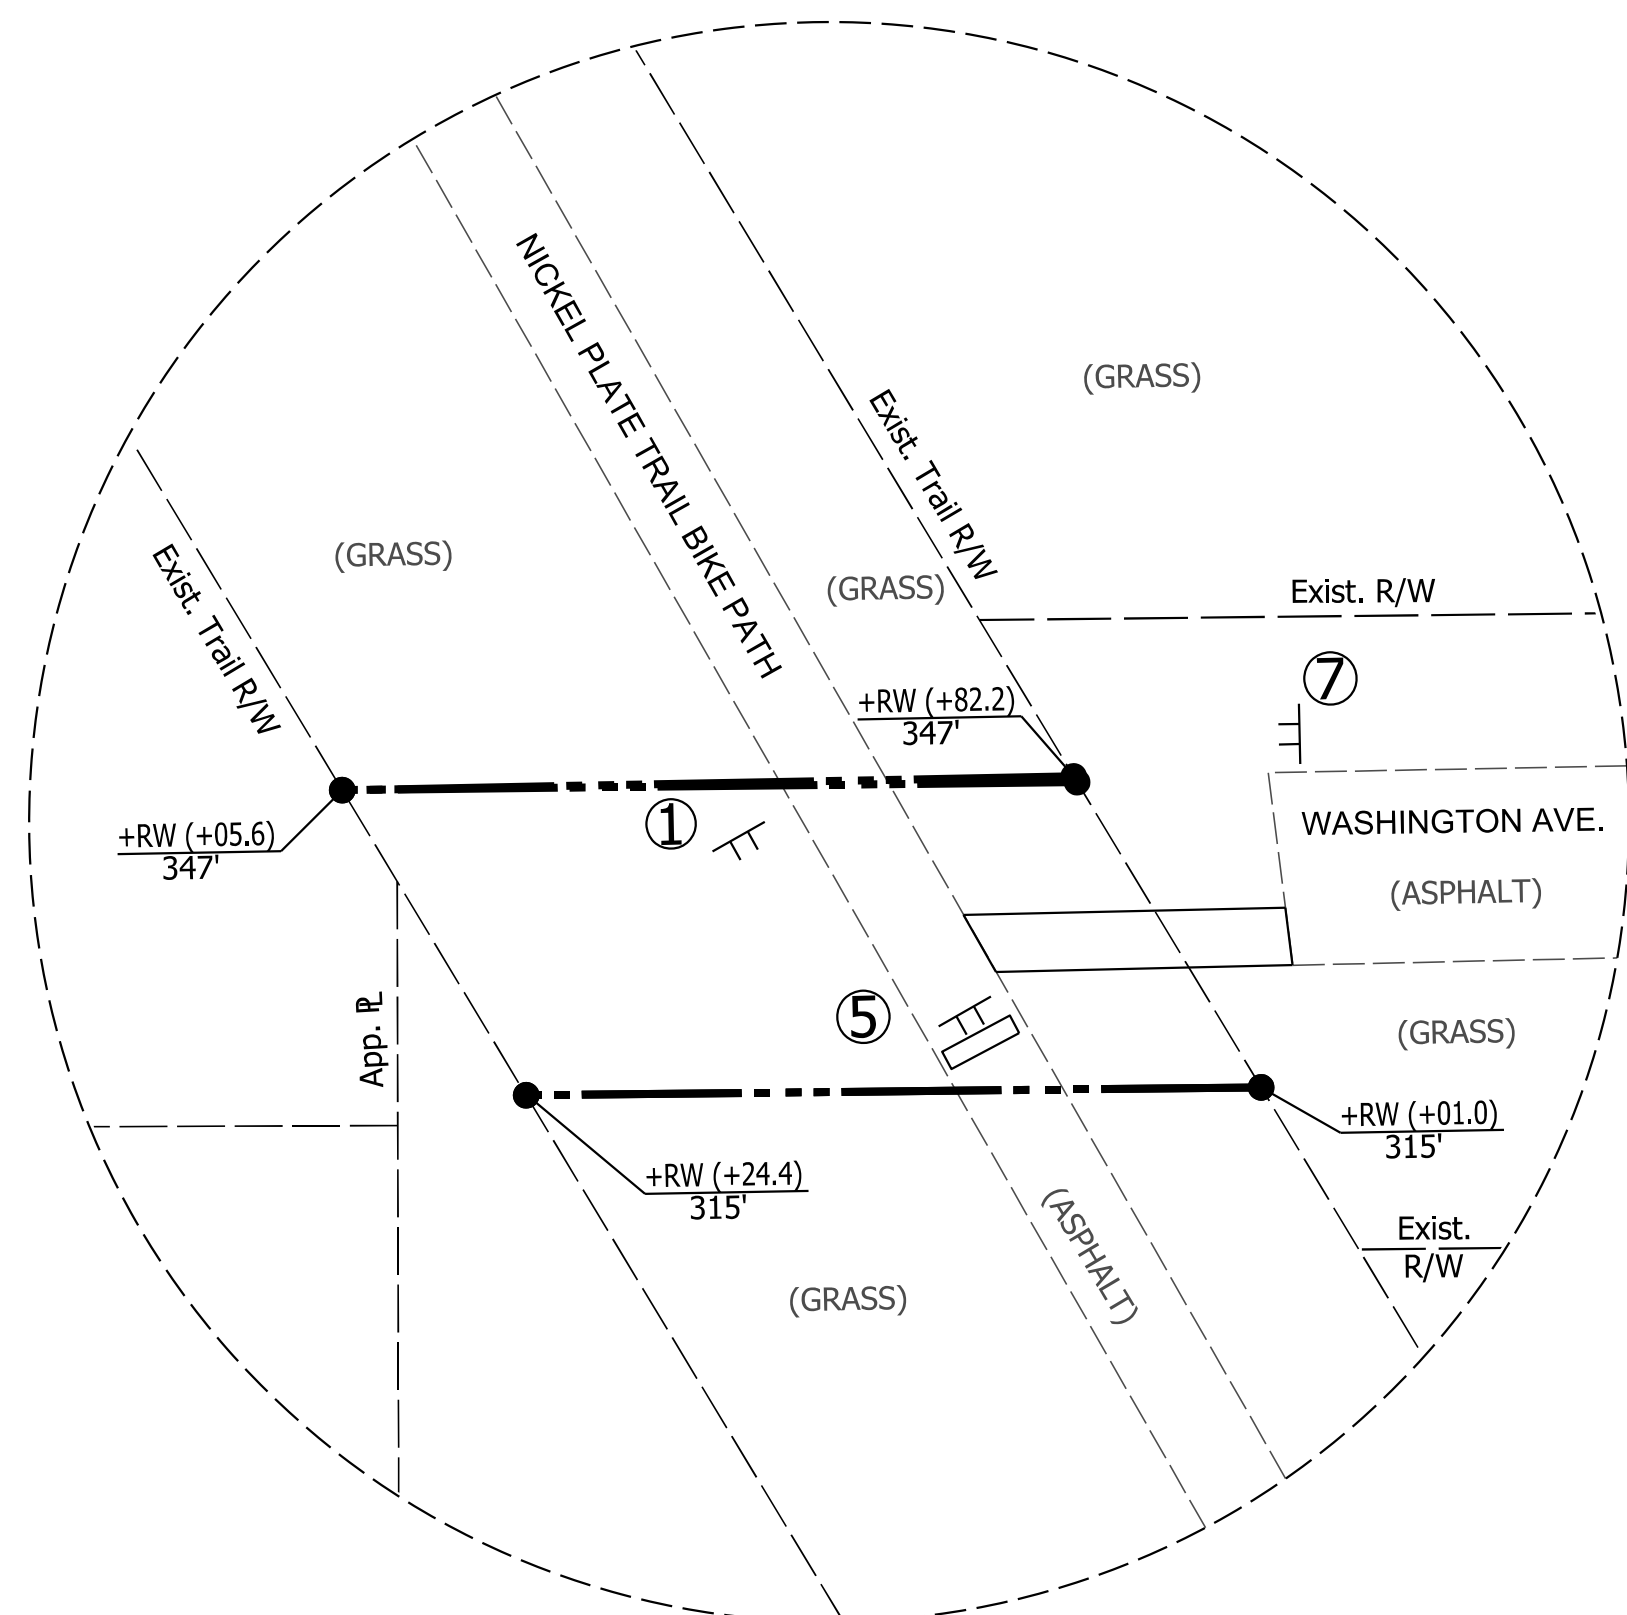 NICKEL PLATE TRAIL BIKE PATH
(GRASS)
Exist. Trail R/W
(GRASS)
Exist. Trail R/W
(GRASS)
Exist. R/W
7
+RW (+82.2)
347'
1
+RW (+05.6)
347'
WASHINGTON AVE.
(ASPHALT)
App. PL
5
(GRASS)
+RW (+01.0)
315'
+RW (+24.4)
315'
(ASPHALT)
Exist.
R/W
(GRASS)